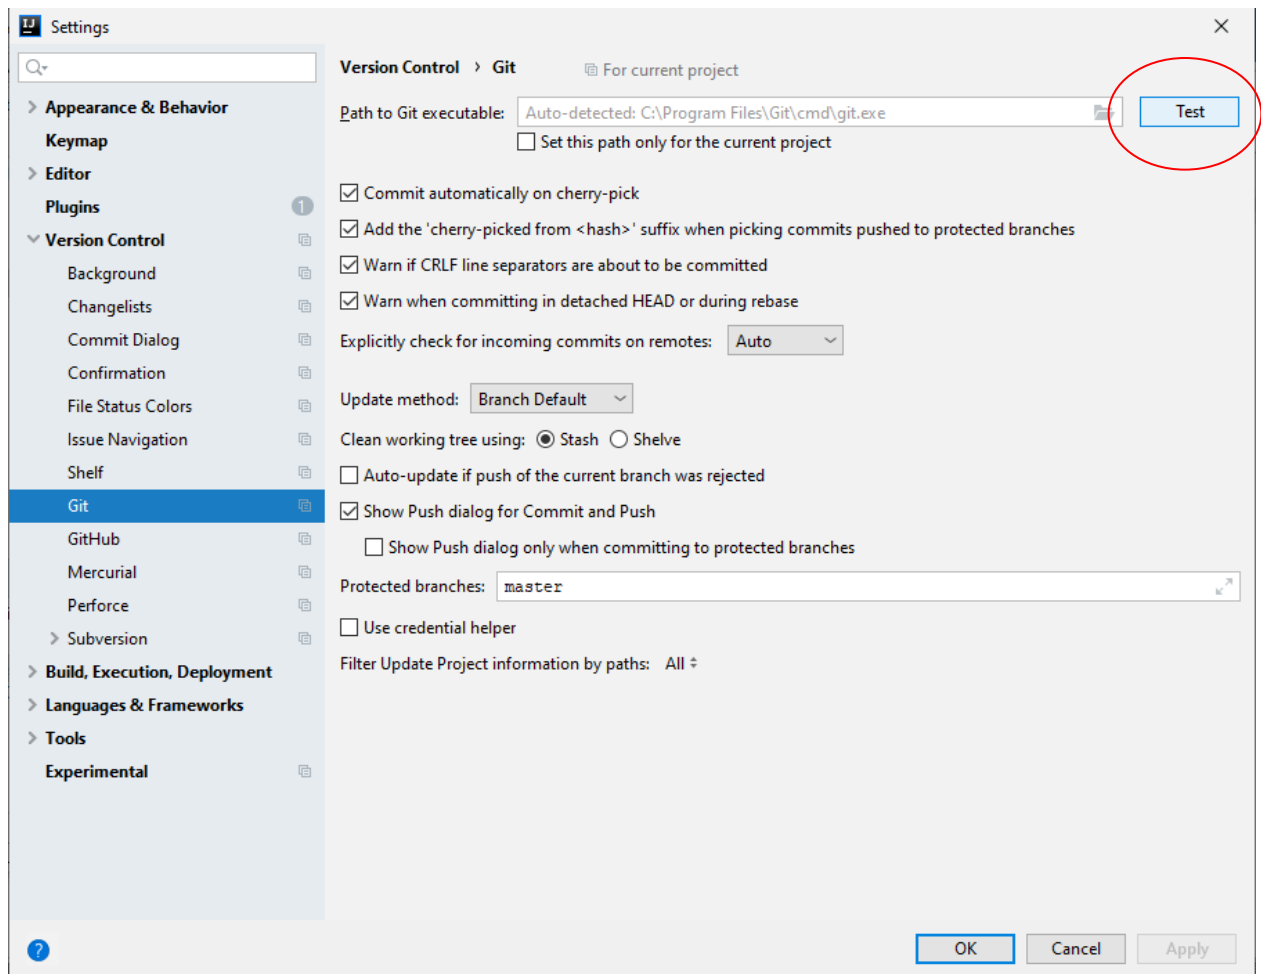 IJ
Settings
Appearance & Behavior
Keymap
Editor
Plugins
1
Version Control
Background
Changelists
Commit Dialog
Confirmation
File Status Colors
Issue Navigation
Shelf
Git
GitHub
Mercurial
Perforce
Subversion
Build, Execution, Deployment
Languages & Frameworks
Tools
Experimental
Version Control › Git For current project
Path to Git executable: Auto-detected: C:\Program Files\Git\cmd\git.exe Test
Set this path only for the current project
Commit automatically on cherry-pick
Add the 'cherry-picked from <hash>' suffix when picking commits pushed to protected branches
Warn if CRLF line separators are about to be committed
Warn when committing in detached HEAD or during rebase
Explicitly check for incoming commits on remotes: Auto
Update method: Branch Default
Clean working tree using: Stash Shelve
Auto-update if push of the current branch was rejected
Show Push dialog for Commit and Push
Show Push dialog only when committing to protected branches
Protected branches: master
Use credential helper
Filter Update Project information by paths: All
? OK Cancel Apply